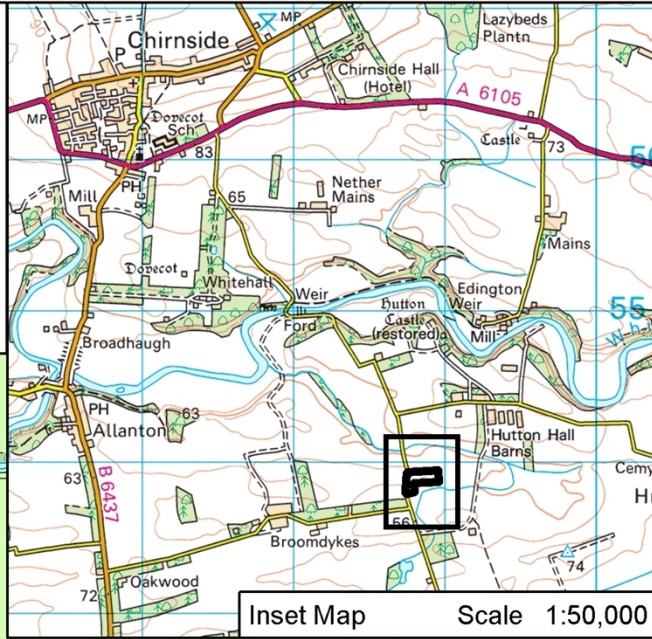 MP
Lazybeds
Plantn
P
Chirnside
Chirnside Hall
(Hotel)
A 6105
MP
Dovecot
Sch
83
Castle
73
PH
Mill
65
Nether
Mains
Mains
Dovecot
Whitehall
Weir
Ford
Hutton
Castle
(restored)
Edington
Weir
Mill
55
Broadhaugh
PH
Allanton
63
Hutton Hall
Barns
Cemy
63
B 6437
56
Broomdykes
74
Oakwood
72
Inset Map Scale 1:50,000